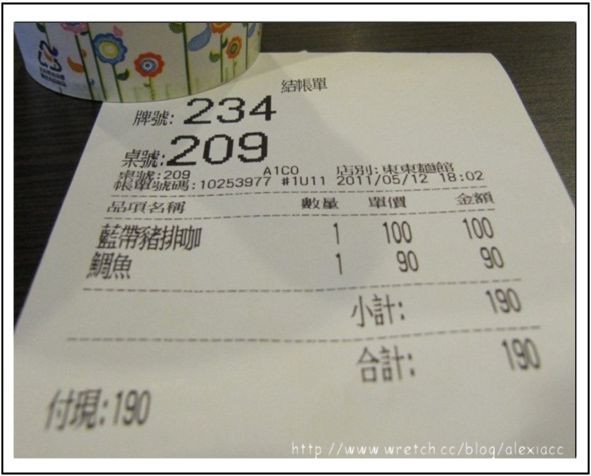 結帳單
牌號: 234
桌號:209
桌號:209 A1C0 店別:東東麵館
帳單號碼:10253977 #1U11 2011/05/12 18:02
品項名稱 數量 單價 金額
藍帶豬排咖 1 100 100
鯛魚 1 90 90
小計: 190
合計: 190
付現:190
http://www.wretch.cc/blog/alexiacc